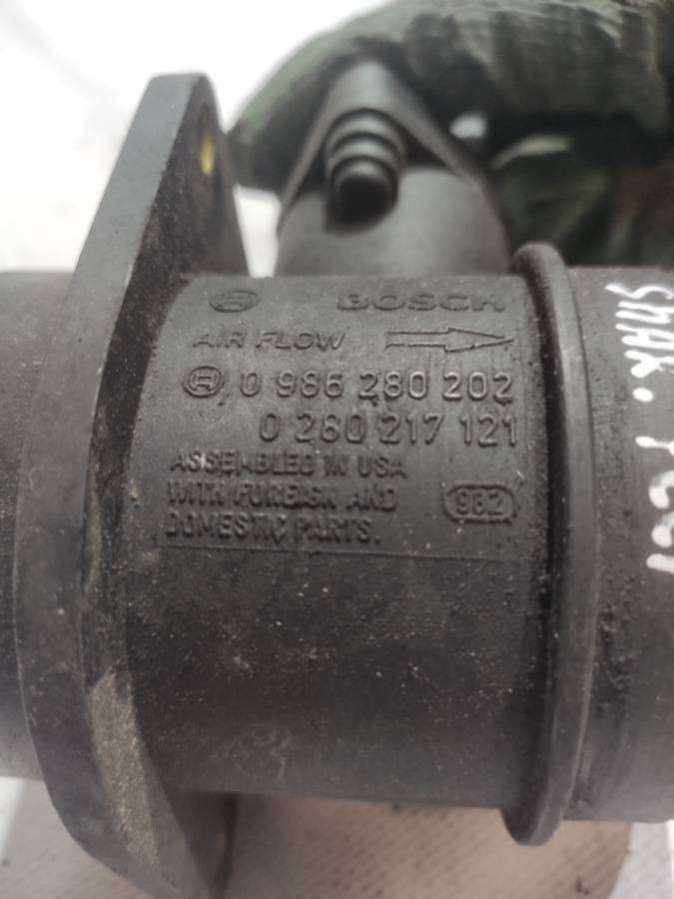 BOSCH
AIR FLOW
0 986 280 202
0 280 217 121
ASSEMBLED IN USA
WITH FOREIGN AND
DOMESTIC PARTS.
982